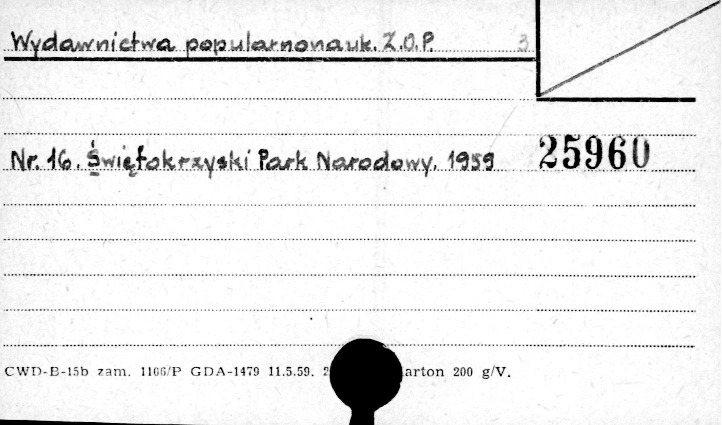 Wydawnictwa popularnonauk. Z.O.P. 3
Nr. 16. Świętokrzyski Park Narodowy. 1959 25960
CWD-B-15b zam. 1106/P GDA-1479 11.5.59. arton 200 g/V.